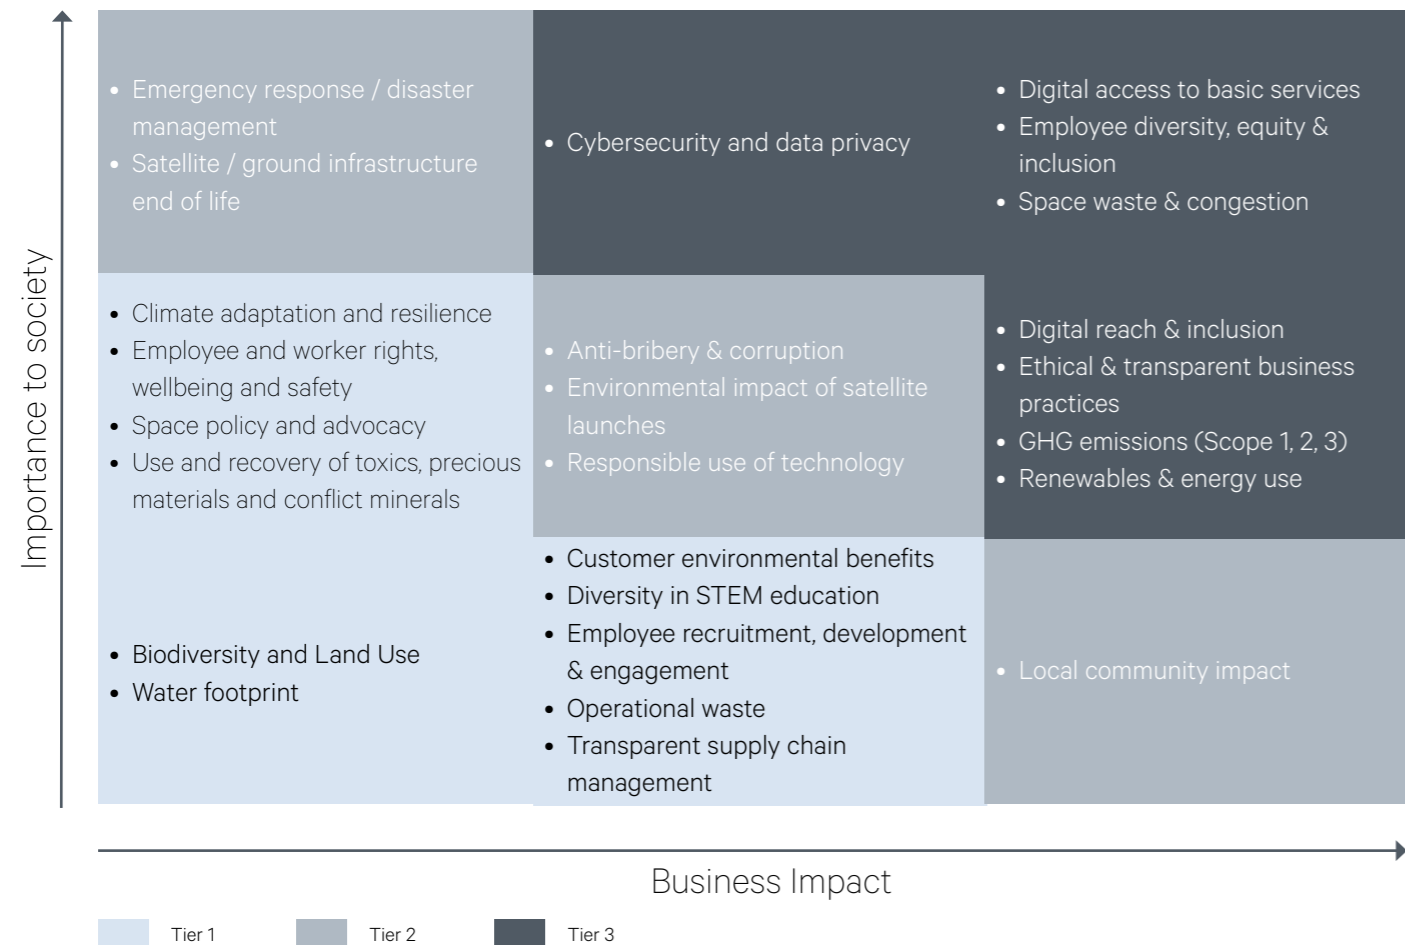 Importance to society
• Emergency response / disaster
management
• Satellite / ground infrastructure
end of life
• Cybersecurity and data privacy
• Digital access to basic services
• Employee diversity, equity &
inclusion
• Space waste & congestion
• Climate adaptation and resilience
• Employee and worker rights,
wellbeing and safety
• Space policy and advocacy
• Use and recovery of toxics, precious
materials and conflict minerals
• Anti-bribery & corruption
• Environmental impact of satellite
launches
• Responsible use of technology
• Digital reach & inclusion
• Ethical & transparent business
practices
• GHG emissions (Scope 1, 2, 3)
• Renewables & energy use
• Biodiversity and Land Use
• Water footprint
• Customer environmental benefits
• Diversity in STEM education
• Employee recruitment, development
& engagement
• Operational waste
• Transparent supply chain
management
• Local community impact
Business Impact
Tier 1
Tier 2
Tier 3